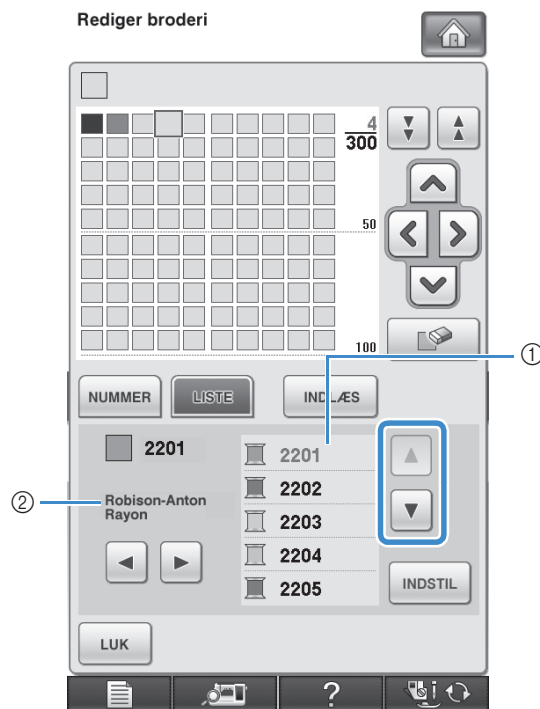 Rediger broderi
4
300
50
100
①
NUMMER LISTE INDLÆS
2201
2201
2202
②
Robison-Anton
Rayon
2203
2204
2205
INDSTIL
LUK
?